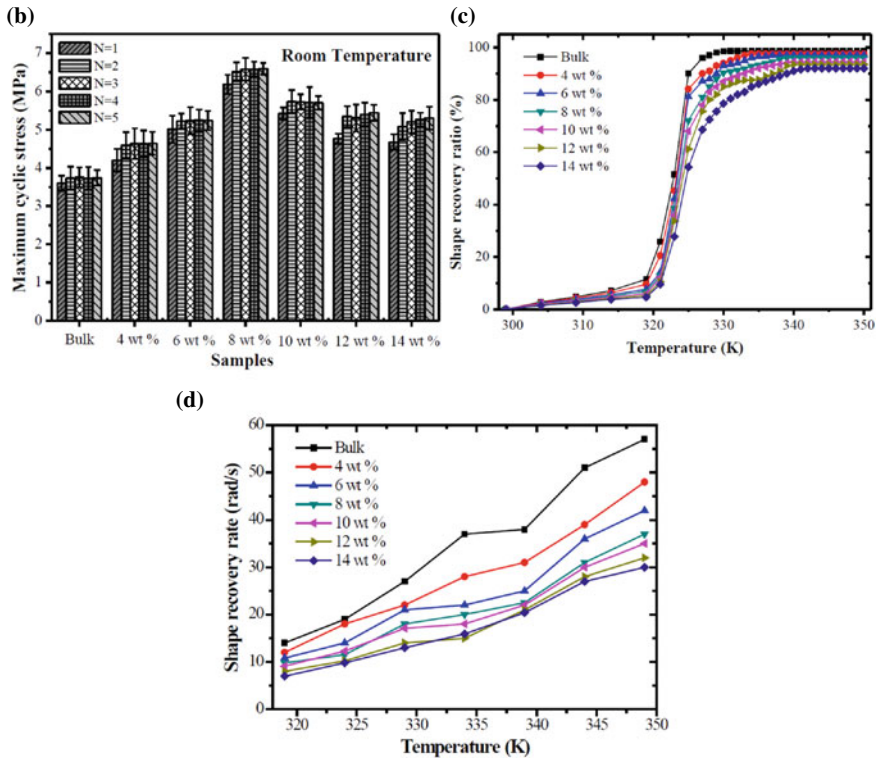 (b)
Maximum cyclic stress (MPa)
7
6
5
4
3
2
1
0
N=1
N=2
N=3
N=4
N=5
Room Temperature
Bulk 4 wt % 6 wt % 8 wt % 10 wt % 12 wt % 14 wt %
Samples
(c)
Shape recovery ratio (%)
100
80
60
40
20
0
Bulk
4 wt %
6 wt %
8 wt %
10 wt %
12 wt %
14 wt %
300 310 320 330 340 350
Temperature (K)
(d)
Shape recovery rate (rad/s)
60
50
40
30
20
10
0
Bulk
4 wt %
6 wt %
8 wt %
10 wt %
12 wt %
14 wt %
320 325 330 335 340 345 350
Temperature (K)